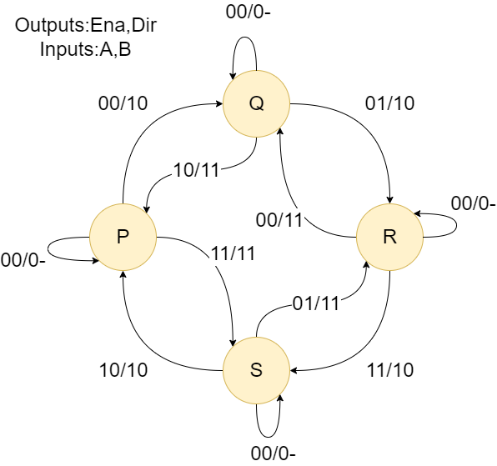 00/0-
Outputs:Ena,Dir
Inputs:A,B
00/10
Q
01/10
10/11
00/11
00/0-
P
R
11/11
00/0-
01/11
10/10
S
11/10
00/0-